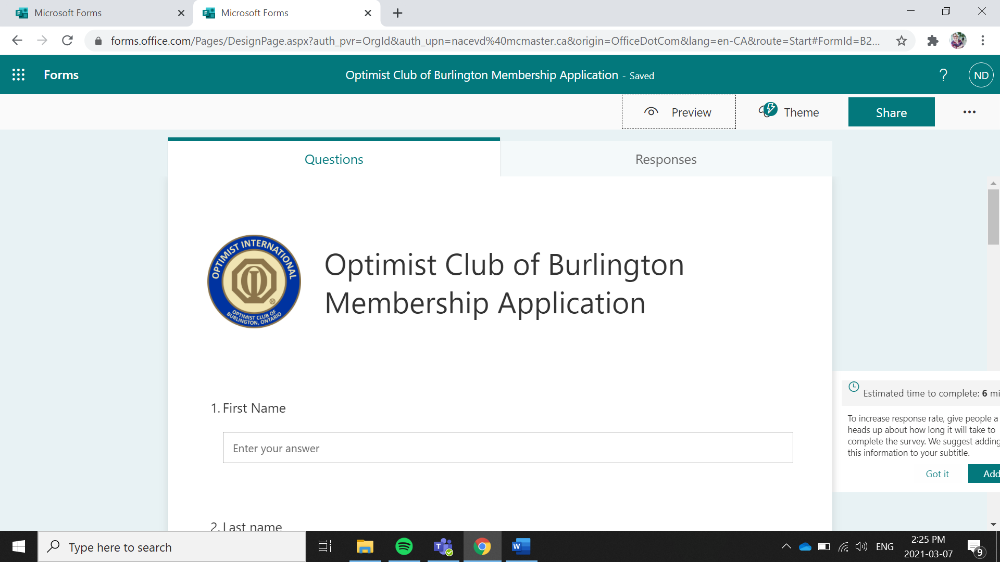 Microsoft Forms
Microsoft Forms
forms.office.com/Pages/DesignPage.aspx?auth_pvr=OrgId&auth_upn=nacevd%40mcmaster.ca&origin=OfficeDotCom&lang=en-CA&route=Start#FormId=B2...
Forms
Optimist Club of Burlington Membership Application - Saved
?
ND
Preview
Theme
Share
Questions
Responses
OPTIMIST INTERNATIONAL
®
OPTIMIST CLUB OF
BURLINGTON, ONTARIO
Optimist Club of Burlington
Membership Application
1. First Name
Enter your answer
2. Last name
Estimated time to complete: 6 mi
To increase response rate, give people a
heads up about how long it will take to
complete the survey. We suggest adding
this information to your subtitle.
Got it
Add
Type here to search
ENG
2:25 PM
2021-03-07
9